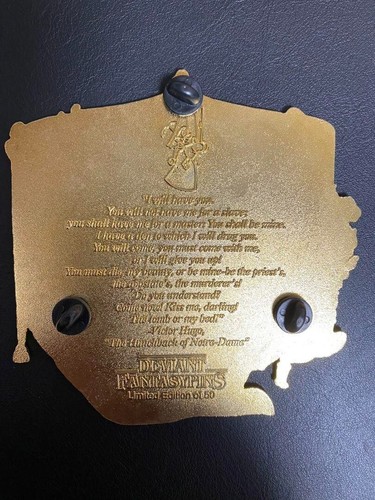 "I will have you.
You will not have me for a slave;
you shall have me for a master. You shall be mine.
I have a den to which I will drag you.
You will come, you must come with me,
or I will give you up!
You must die, my beauty, or be mine-be the priest's,
the apostate's, the murderer's!
Do you understand?
Come now! Kiss me, darling!
The tomb or my bed!"
-Victor Hugo,
"The Hunchback of Notre-Dame"
DEVIANT
FANTASYPINS
Limited Edition of 50